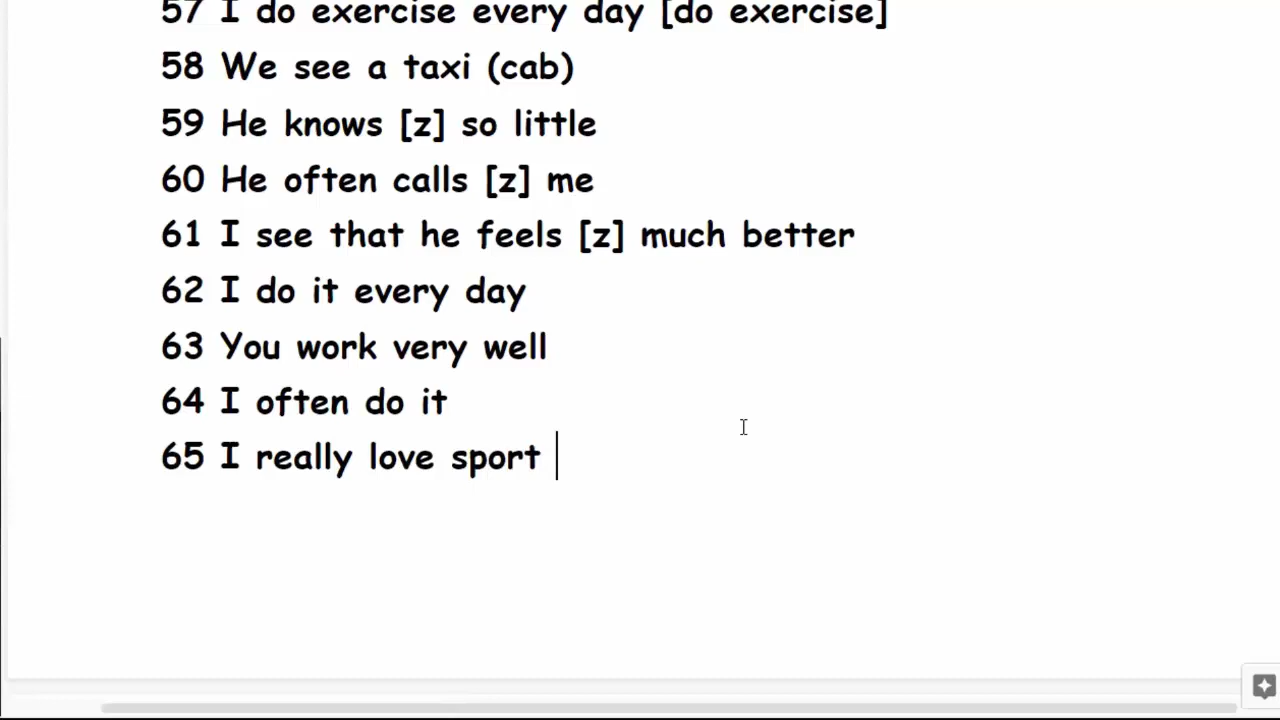 57 I do exercise every day [do exercise]
58 We see a taxi (cab)
59 He knows [z] so little
60 He often calls [z] me
61 I see that he feels [z] much better
62 I do it every day
63 You work very well
64 I often do it
65 I really love sport